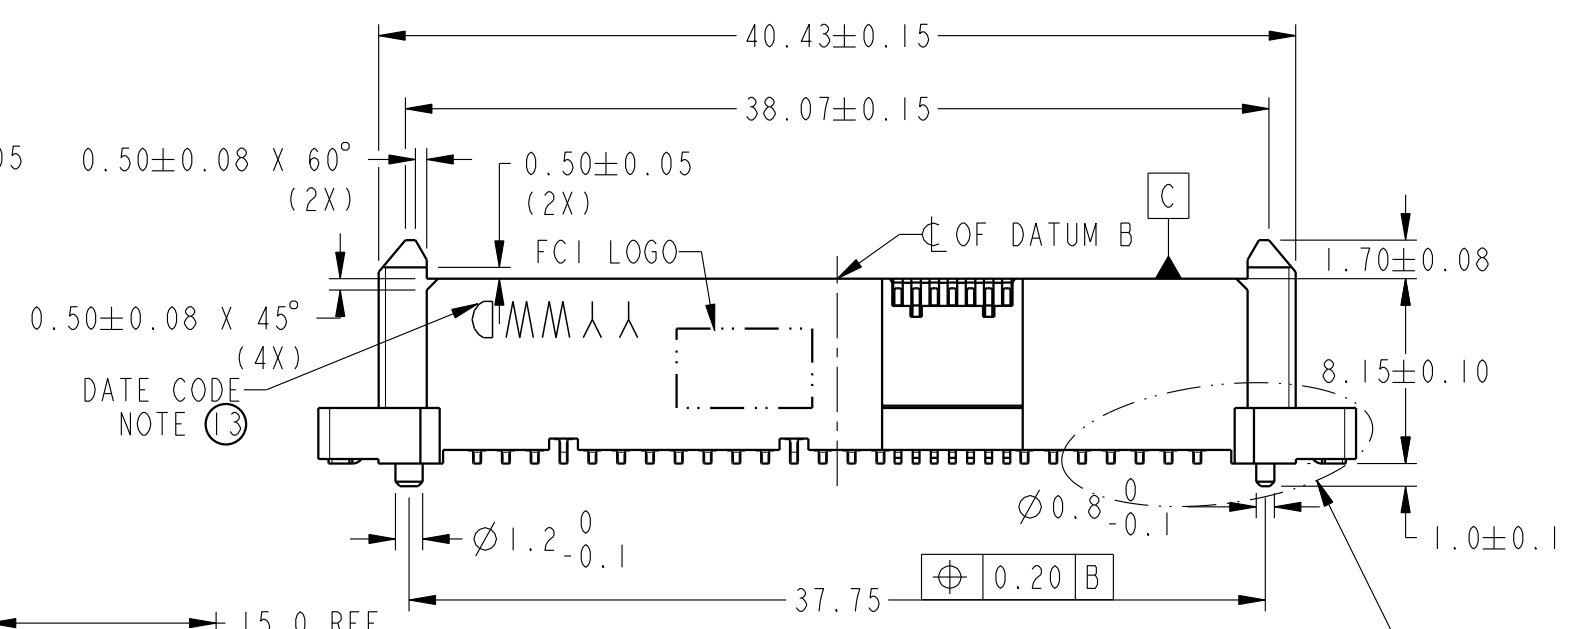 40.43±0.15
38.07±0.15
05
0.50±0.08 X 60°
(2X)
0.50±0.05
(2X)
C
℄ OF DATUM B
FCI LOGO
1.70±0.08
0.50±0.08 X 45°
(4X)
DWWYY
8.15±0.10
DATE CODE
NOTE 13
Ø0.8 0
-0.1
Ø1.2 0
-0.1
1.0±0.1
⌖ 0.20 B
37.75
15.0 REF